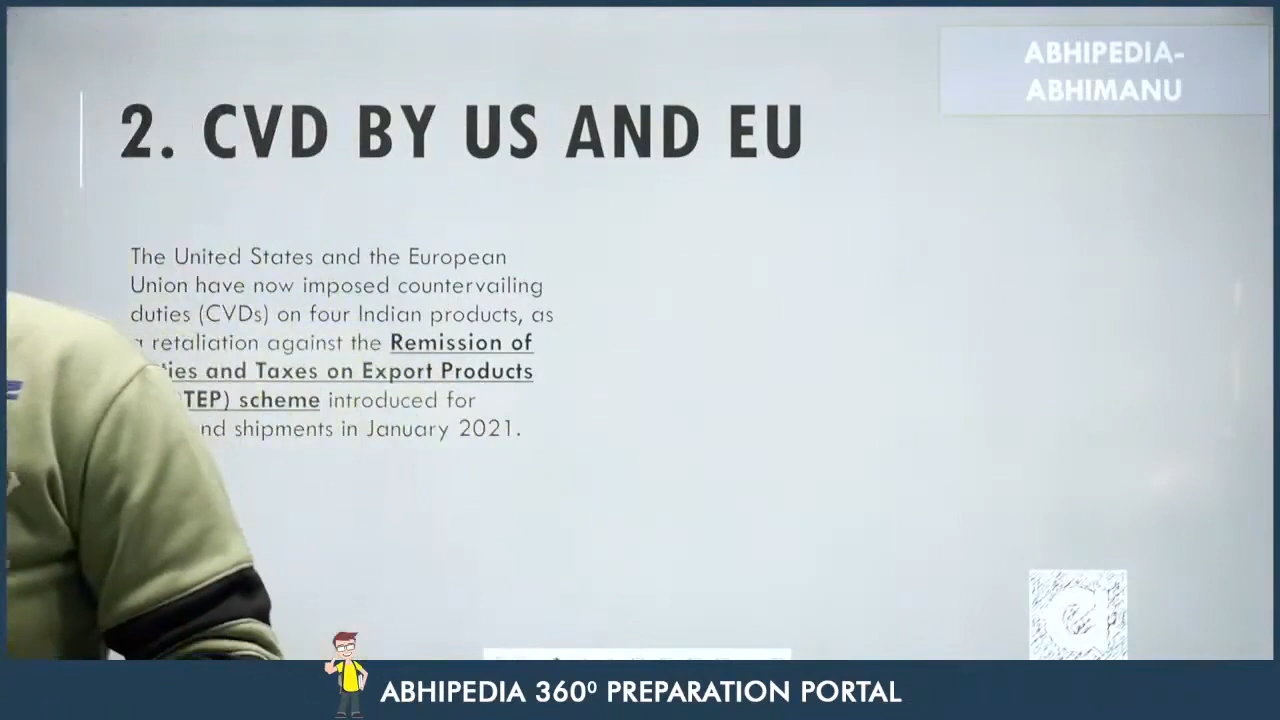 ABHIPEDIA-
ABHIMANU
2. CVD BY US AND EU
The United States and the European
Union have now imposed countervailing
duties (CVDs) on four Indian products, as
a retaliation against the Remission of
and Taxes on Export Products
scheme introduced for
shipments in January 2021.
ABHIPEDIA 360⁰ PREPARATION PORTAL